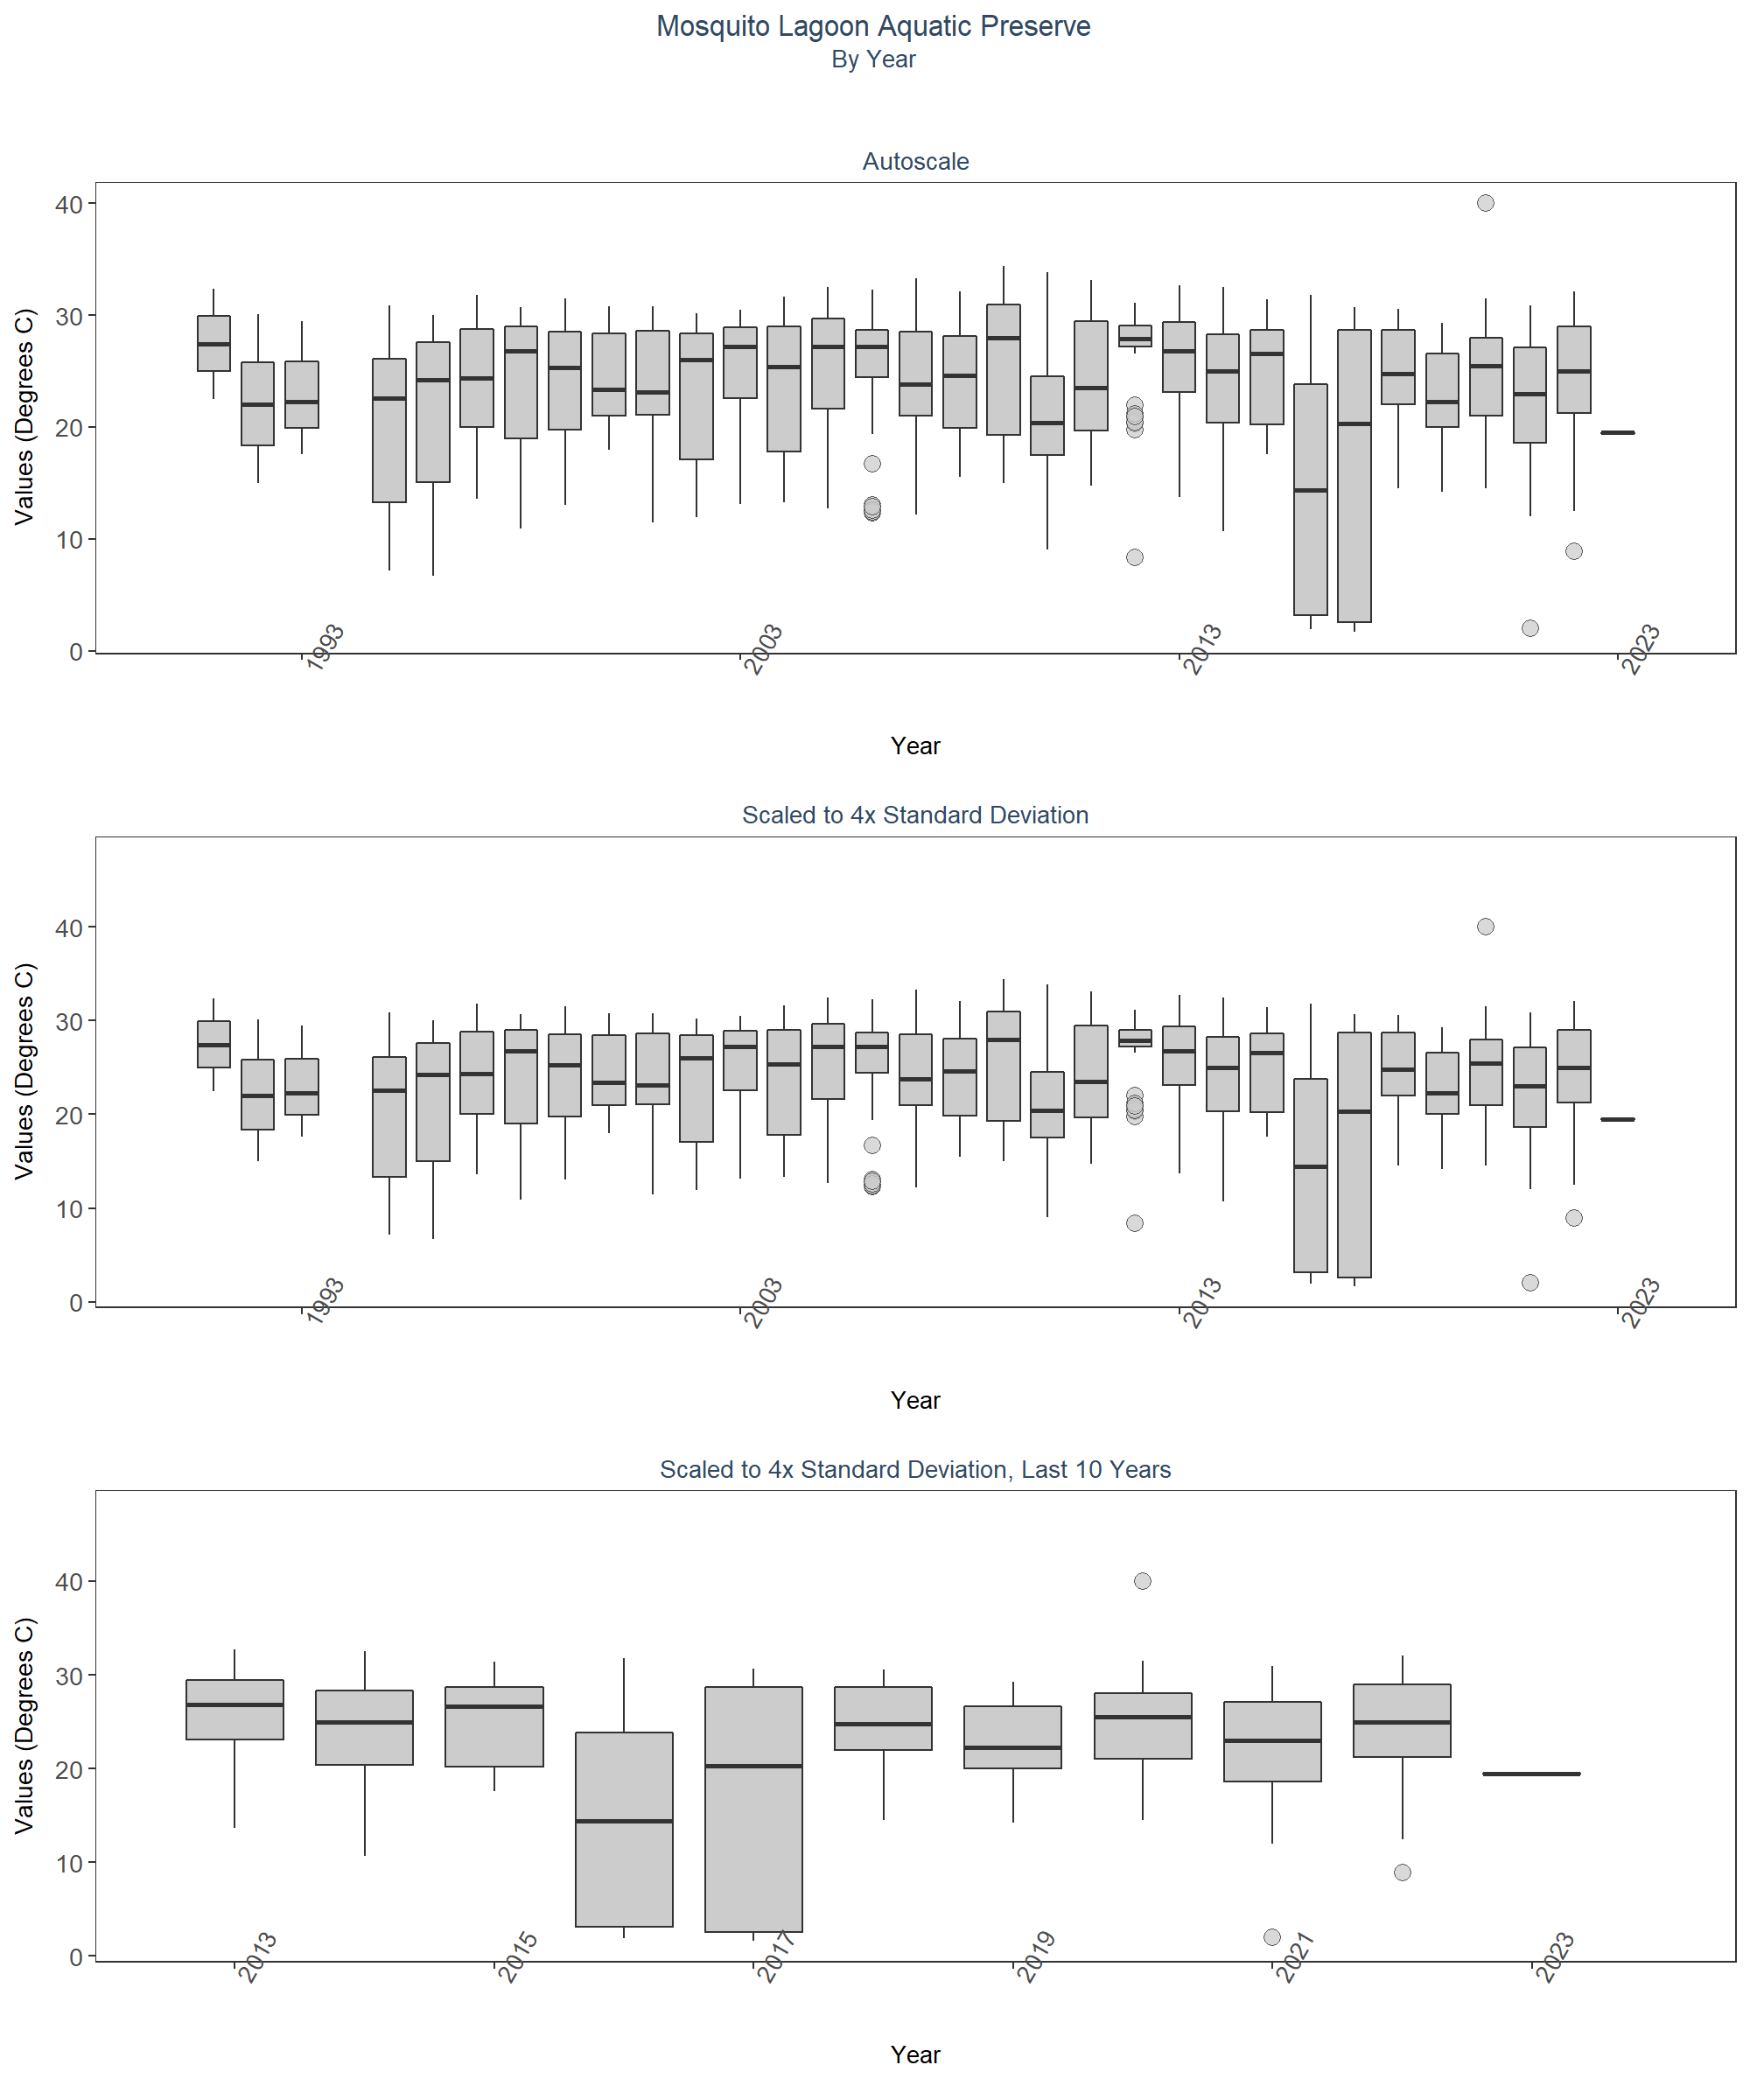 Mosquito Lagoon Aquatic Preserve
By Year
Autoscale
Values (Degrees C)
40
30
20
10
0
1993
2003
2013
2023
Year
Scaled to 4x Standard Deviation
Values (Degrees C)
40
30
20
10
0
1993
2003
2013
2023
Year
Scaled to 4x Standard Deviation, Last 10 Years
Values (Degrees C)
40
30
20
10
0
2013
2015
2017
2019
2021
2023
Year